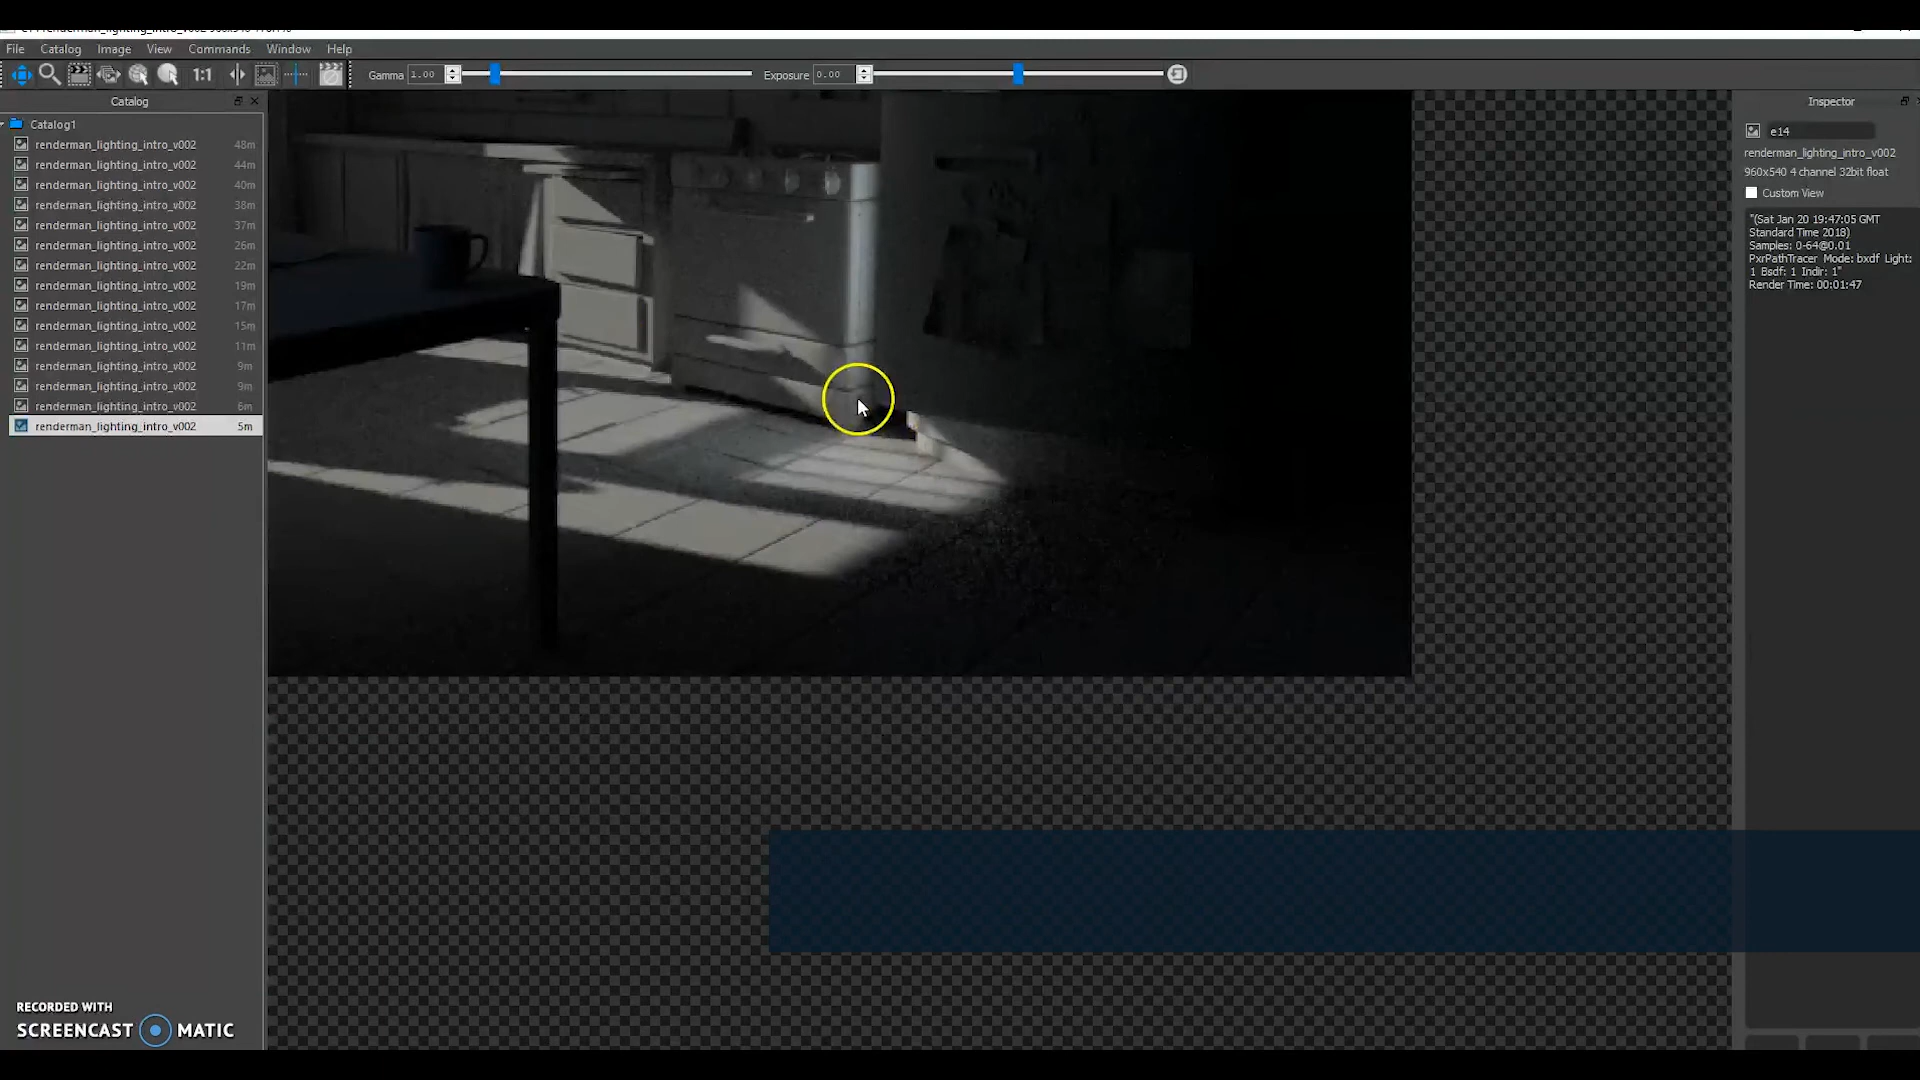 File Catalog Image View Commands Window Help
1:1 Gamma 1.00 Exposure 0.00
Catalog
Catalog1
renderman_lighting_intro_v002 48m
renderman_lighting_intro_v002 44m
renderman_lighting_intro_v002 40m
renderman_lighting_intro_v002 38m
renderman_lighting_intro_v002 37m
renderman_lighting_intro_v002 26m
renderman_lighting_intro_v002 22m
renderman_lighting_intro_v002 19m
renderman_lighting_intro_v002 17m
renderman_lighting_intro_v002 15m
renderman_lighting_intro_v002 11m
renderman_lighting_intro_v002 9m
renderman_lighting_intro_v002 9m
renderman_lighting_intro_v002 6m
renderman_lighting_intro_v002 5m
Inspector
e14
renderman_lighting_intro_v002
960x540 4 channel 32bit float
Custom View
"(Sat Jan 20 19:47:05 GMT
Standard Time 2018)
Samples: 0-64@0.01
PxrPathTracer Mode: bxdf Light:
1 Bsdf: 1 Indir: 1"
Render Time: 00:01:47
RECORDED WITH
SCREENCAST MATIC